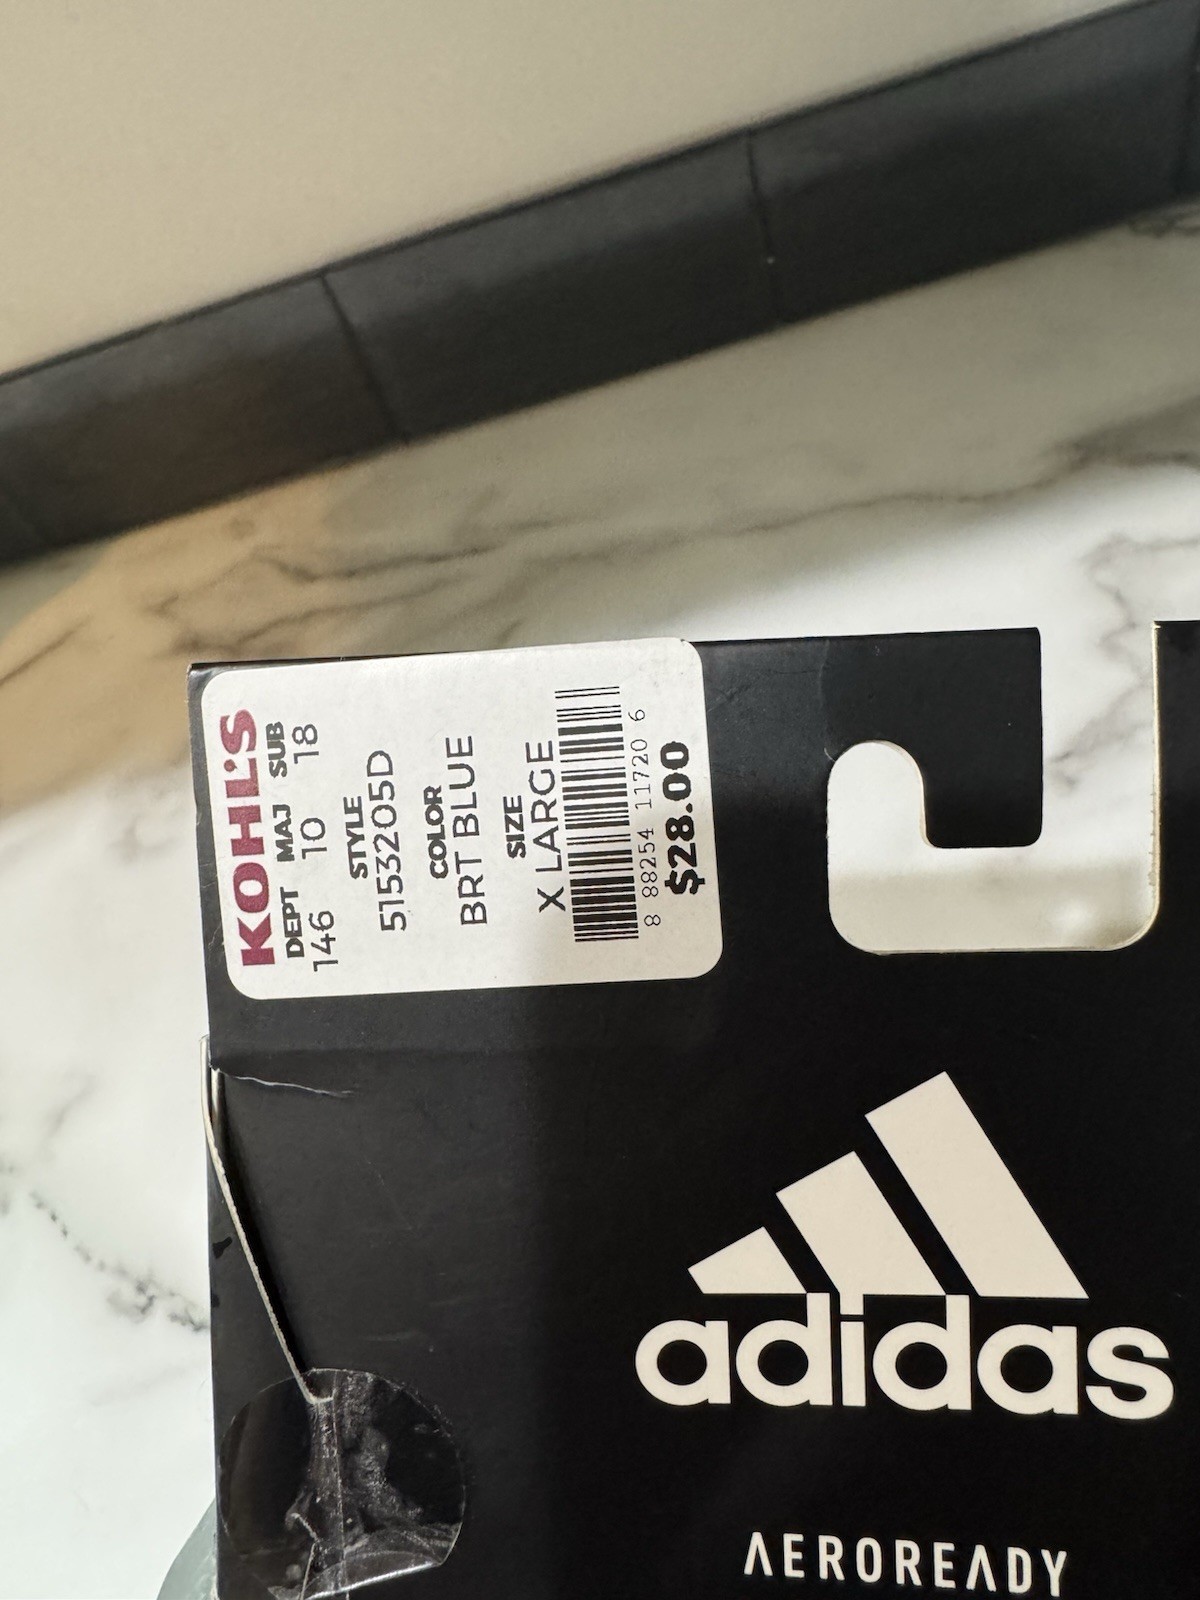 KOHL'S
DEPT MAJ SUB
146 10 18
STYLE
5153205D
COLOR
BRT BLUE
SIZE
X LARGE
8 88254 11720 6
$28.00
adidas
AEROREADY